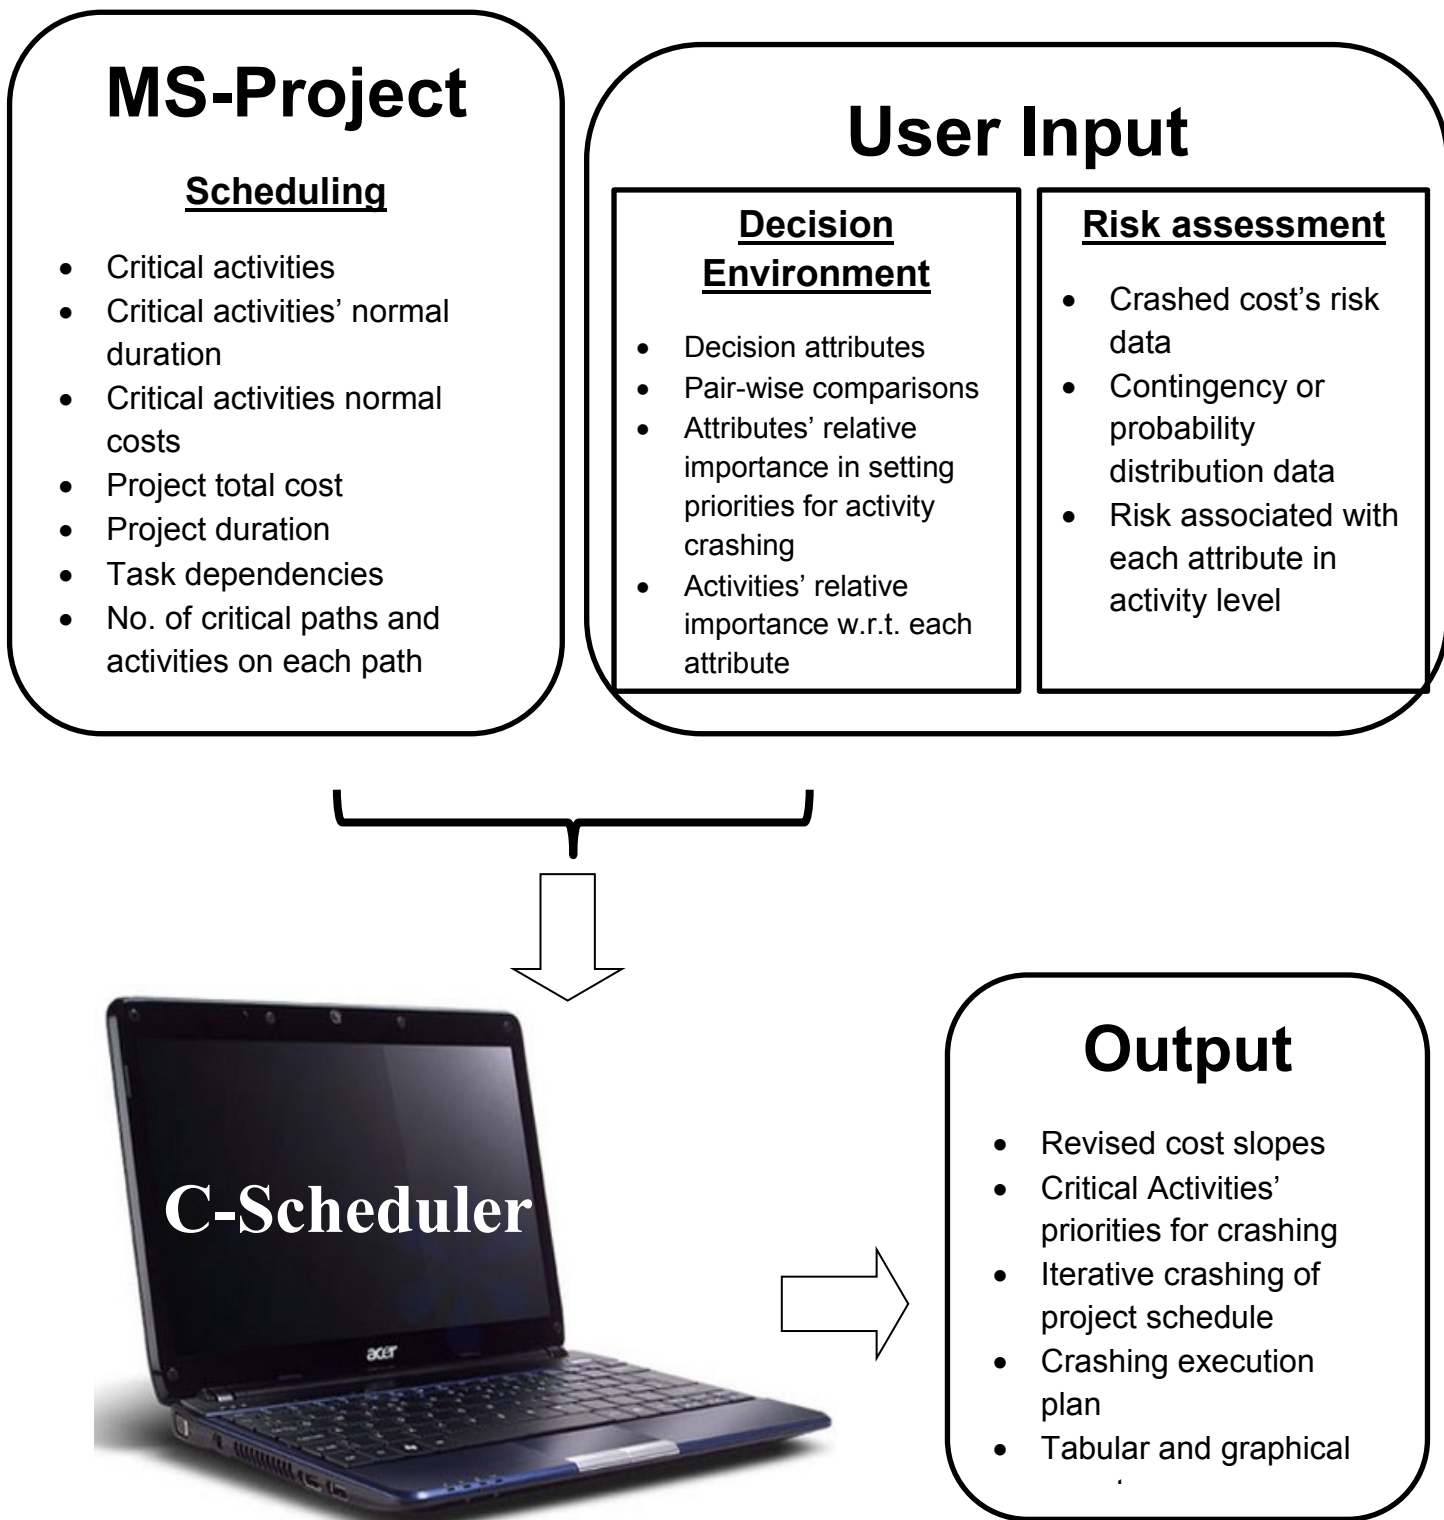 MS-Project
Scheduling
• Critical activities
• Critical activities’ normal
duration
• Critical activities normal
costs
• Project total cost
• Project duration
• Task dependencies
• No. of critical paths and
activities on each path
User Input
Decision
Environment
• Decision attributes
• Pair-wise comparisons
• Attributes’ relative
importance in setting
priorities for activity
crashing
• Activities’ relative
importance w.r.t. each
attribute
Risk assessment
• Crashed cost’s risk
data
• Contingency or
probability
distribution data
• Risk associated with
each attribute in
activity level
C-Scheduler
acer
Output
• Revised cost slopes
• Critical Activities’
priorities for crashing
• Iterative crashing of
project schedule
• Crashing execution
plan
• Tabular and graphical